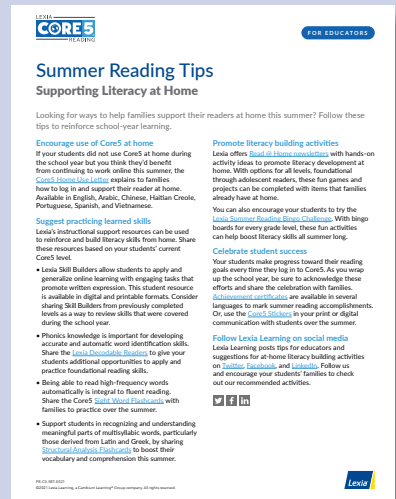 LEXIA
CORE5
READING
FOR EDUCATORS
Summer Reading Tips
Supporting Literacy at Home
Looking for ways to help families support their readers at home this summer? Follow these
tips to reinforce school-year learning.
Encourage use of Core5 at home
If your students did not use Core5 at home during
the school year but you think they'd benefit
from continuing to work online this summer, the
Core5 Home Use Letter explains to families
how to log in and support their reader at home.
Available in English, Arabic, Chinese, Haitian Creole,
Portuguese, Spanish, and Vietnamese.
Suggest practicing learned skills
Lexia's instructional support resources can be used
to reinforce and build literacy skills from home. Share
these resources based on your students' current
Core5 level.
• Lexia Skill Builders allow students to apply and
generalize online learning with engaging tasks that
promote written expression. This student resource
is available in digital and printable formats. Consider
sharing Skill Builders from previously completed
levels as a way to review skills that were covered
during the school year.
• Phonics knowledge is important for developing
accurate and automatic word identification skills.
Share the Lexia Decodable Readers to give your
students additional opportunities to apply and
practice foundational reading skills.
• Being able to read high-frequency words
automatically is integral to fluent reading.
Share the Core5 Sight Word Flashcards with
families to practice over the summer.
• Support students in recognizing and understanding
meaningful parts of multisyllabic words, particularly
those derived from Latin and Greek, by sharing
Structural Analysis Flashcards to boost their
vocabulary and comprehension this summer.
Promote literacy building activities
Lexia offers Read @ Home newsletters with hands-on
activity ideas to promote literacy development at
home. With options for all levels, foundational
through adolescent readers, these fun games and
projects can be completed with items that families
already have at home.
You can also encourage your students to try the
Lexia Summer Reading Bingo Challenge. With bingo
boards for every grade level, these fun activities
can help boost literacy skills all summer long.
Celebrate student success
Your students make progress toward their reading
goals every time they log in to Core5. As you wrap
up the school year, be sure to acknowledge these
efforts and share the celebration with families.
Achievement certificates are available in several
languages to mark summer reading accomplishments.
Or, use the Core5 Stickers in your print or digital
communication with students over the summer.
Follow Lexia Learning on social media
Lexia Learning posts tips for educators and
suggestions for at-home literacy building activities
on Twitter, Facebook, and LinkedIn. Follow us
and encourage your students' families to check
out our recommended activities.
©2021 Lexia Learning, a Cambium Learning® Group company. All rights reserved.
Lexia